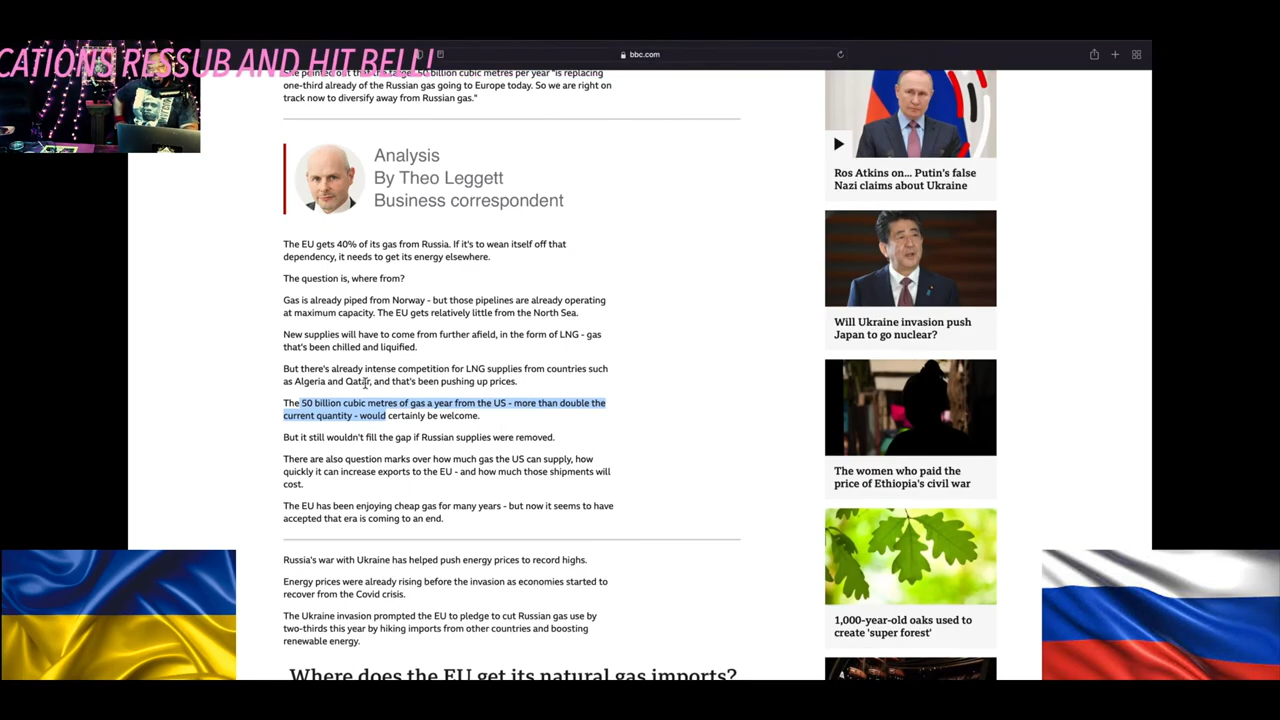 CATIONS RESSUB AND HIT BELL!
bbc.com
billion cubic metres per year "is replacing
one-third already of the Russian gas going to Europe today. So we are right on
track now to diversify away from Russian gas."
Analysis
By Theo Leggett
Business correspondent
The EU gets 40% of its gas from Russia. If it's to wean itself off that
dependency, it needs to get its energy elsewhere.
The question is, where from?
Gas is already piped from Norway - but those pipelines are already operating
at maximum capacity. The EU gets relatively little from the North Sea.
New supplies will have to come from further afield, in the form of LNG - gas
that's been chilled and liquified.
But there's already intense competition for LNG supplies from countries such
as Algeria and Qatar, and that's been pushing up prices.
The 50 billion cubic metres of gas a year from the US - more than double the
current quantity - would certainly be welcome.
But it still wouldn't fill the gap if Russian supplies were removed.
There are also question marks over how much gas the US can supply, how
quickly it can increase exports to the EU - and how much those shipments will
cost.
The EU has been enjoying cheap gas for many years - but now it seems to have
accepted that era is coming to an end.
Russia's war with Ukraine has helped push energy prices to record highs.
Energy prices were already rising before the invasion as economies started to
recover from the Covid crisis.
The Ukraine invasion prompted the EU to pledge to cut Russian gas use by
two-thirds this year by hiking imports from other countries and boosting
renewable energy.
Where does the EU get its natural gas imports?
Ros Atkins on... Putin's false
Nazi claims about Ukraine
Will Ukraine invasion push
Japan to go nuclear?
The women who paid the
price of Ethiopia's civil war
1,000-year-old oaks used to
create 'super forest'